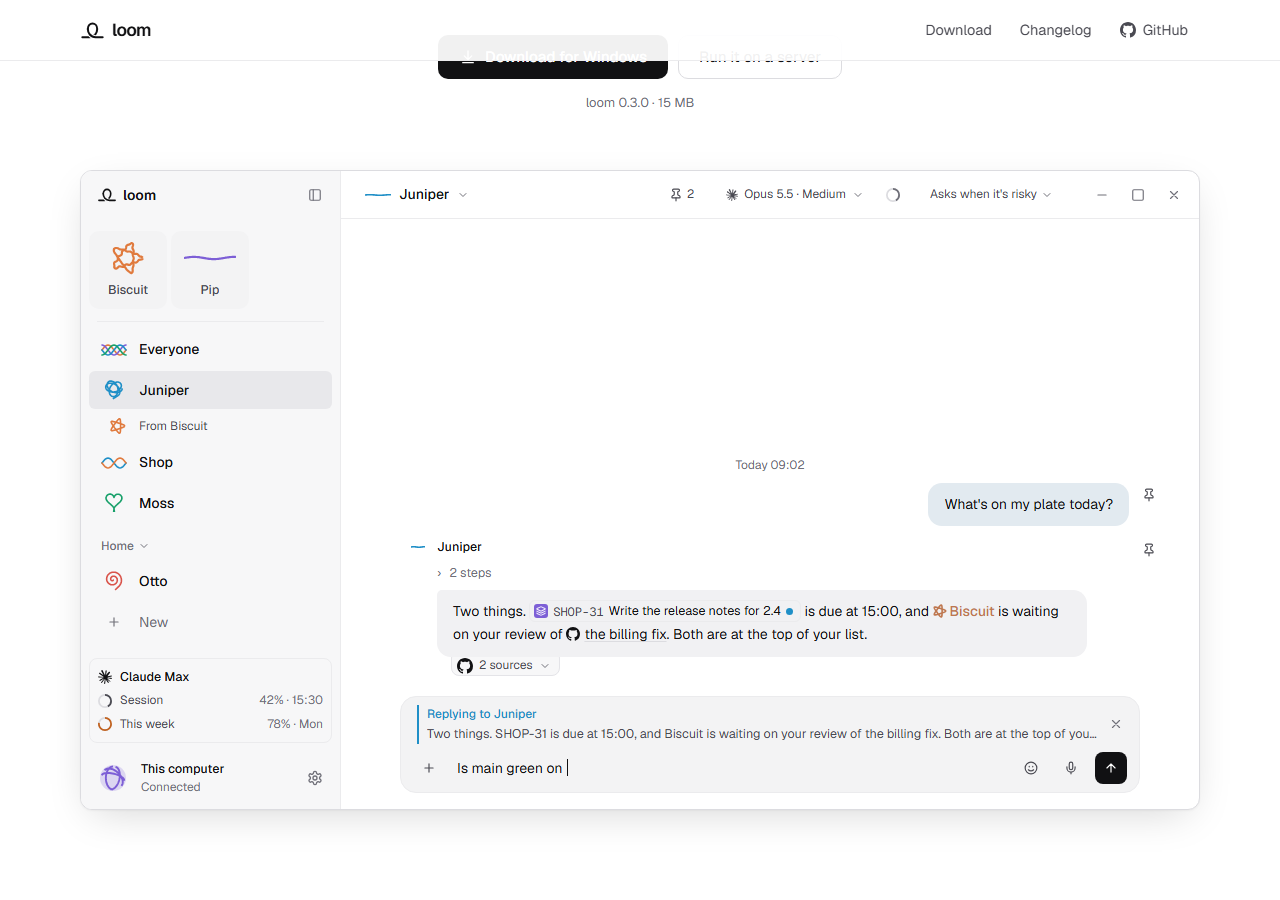 loom
Download
Changelog
GitHub
Download for Windows
Run it on a server
loom 0.3.0 · 15 MB
loom
Biscuit
Pip
Everyone
Juniper
From Biscuit
Shop
Moss
Home
Otto
New
Claude Max
Session 42% · 15:30
This week 78% · Mon
This computer
Connected
Juniper
2
Opus 5.5 · Medium
Asks when it's risky
Today 09:02
What's on my plate today?
Juniper
2 steps
Two things. SHOP-31 Write the release notes for 2.4 is due at 15:00, and Biscuit is waiting
on your review of the billing fix. Both are at the top of your list.
2 sources
Replying to Juniper
Two things. SHOP-31 is due at 15:00, and Biscuit is waiting on your review of the billing fix. Both are at the top of you…
Is main green on